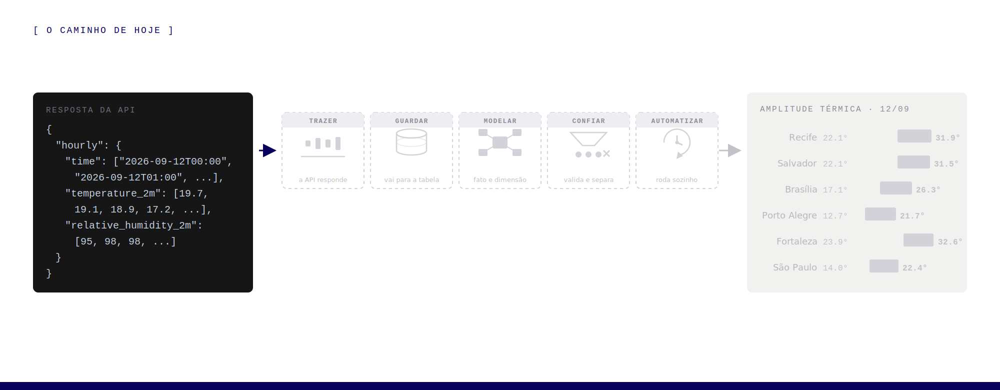 [ O CAMINHO DE HOJE ]
RESPOSTA DA API
{
"hourly": {
"time": ["2026-09-12T00:00",
"2026-09-12T01:00", ...],
"temperature_2m": [19.7,
19.1, 18.9, 17.2, ...],
"relative_humidity_2m":
[95, 98, 98, ...]
}
}
TRAZER
a API responde
GUARDAR
vai para a tabela
MODELAR
fato e dimensão
CONFIAR
valida e separa
AUTOMATIZAR
roda sozinho
AMPLITUDE TÉRMICA · 12/09
Recife 22.1° 31.9°
Salvador 22.1° 31.5°
Brasília 17.1° 26.3°
Porto Alegre 12.7° 21.7°
Fortaleza 23.9° 32.6°
São Paulo 14.0° 22.4°